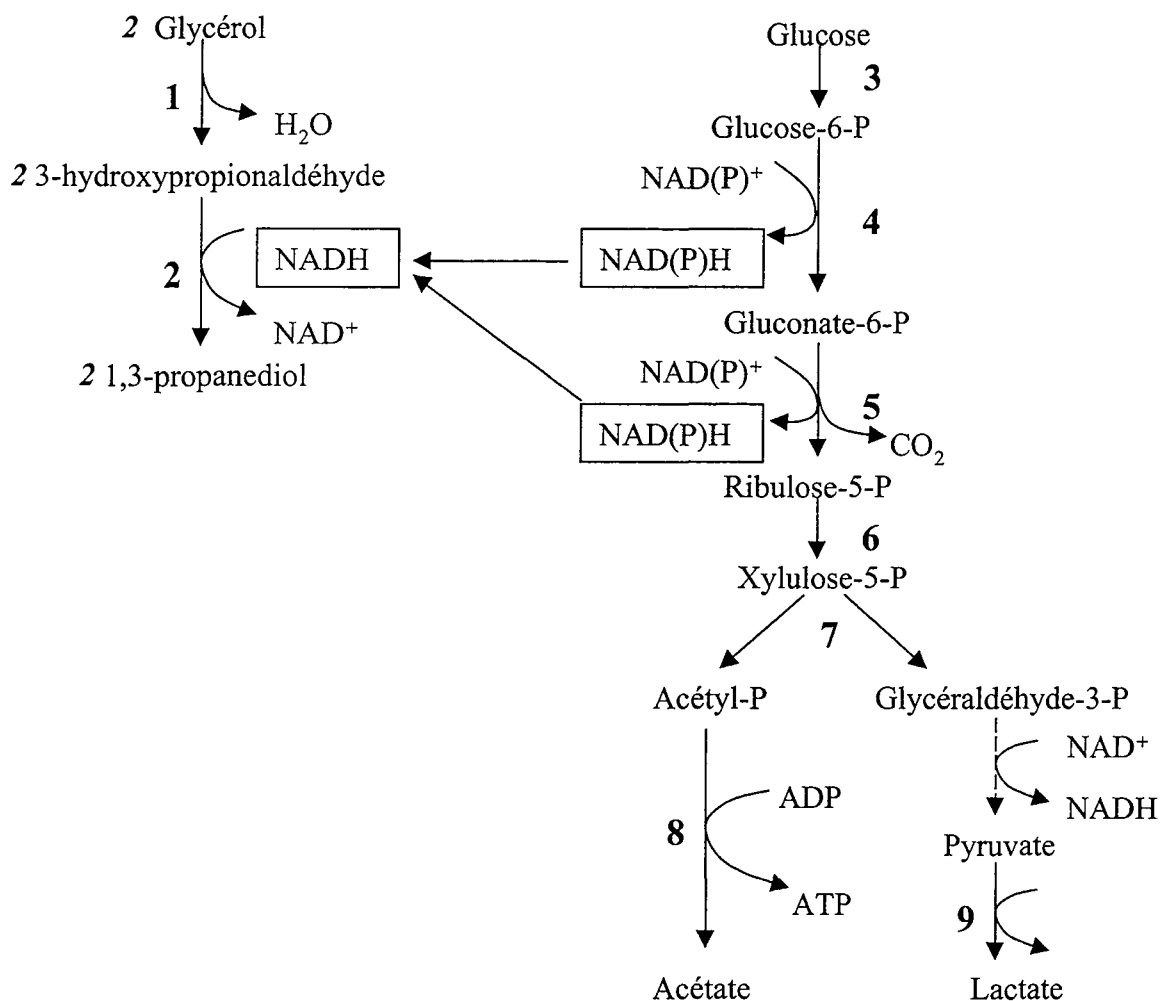 2 Glycérol
1
H₂O
2 3-hydroxypropionaldéhyde
2
NADH
NAD⁺
2 1,3-propanediol
Glucose
3
Glucose-6-P
NAD(P)⁺
4
NAD(P)H
Gluconate-6-P
NAD(P)⁺
5
NAD(P)H
CO₂
Ribulose-5-P
6
Xylulose-5-P
7
Acétyl-P
8
ADP
ATP
Acétate
Glycéraldéhyde-3-P
NAD⁺
NADH
Pyruvate
9
Lactate